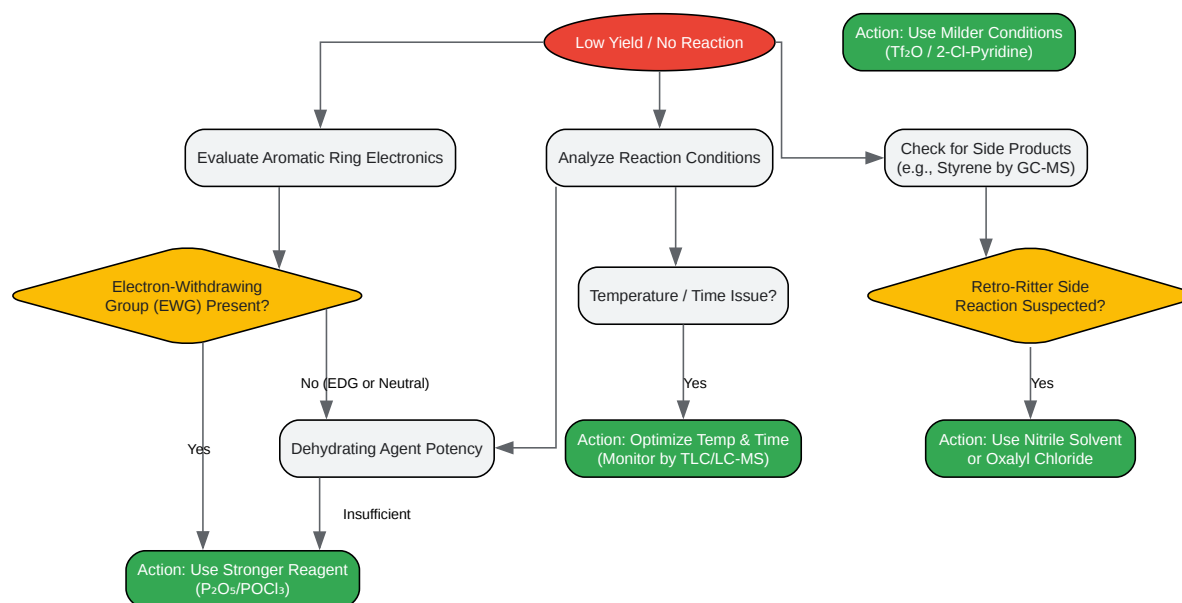 Low Yield / No Reaction
Action: Use Milder Conditions
(Tf₂O / 2-Cl-Pyridine)
Evaluate Aromatic Ring Electronics
Analyze Reaction Conditions
Check for Side Products
(e.g., Styrene by GC-MS)
Electron-Withdrawing
Group (EWG) Present?
Temperature / Time Issue?
Retro-Ritter Side
Reaction Suspected?
No (EDG or Neutral)
Yes
Yes
Dehydrating Agent Potency
Action: Optimize Temp & Time
(Monitor by TLC/LC-MS)
Action: Use Nitrile Solvent
or Oxalyl Chloride
Yes
Insufficient
Action: Use Stronger Reagent
(P₂O₅/POCl₃)